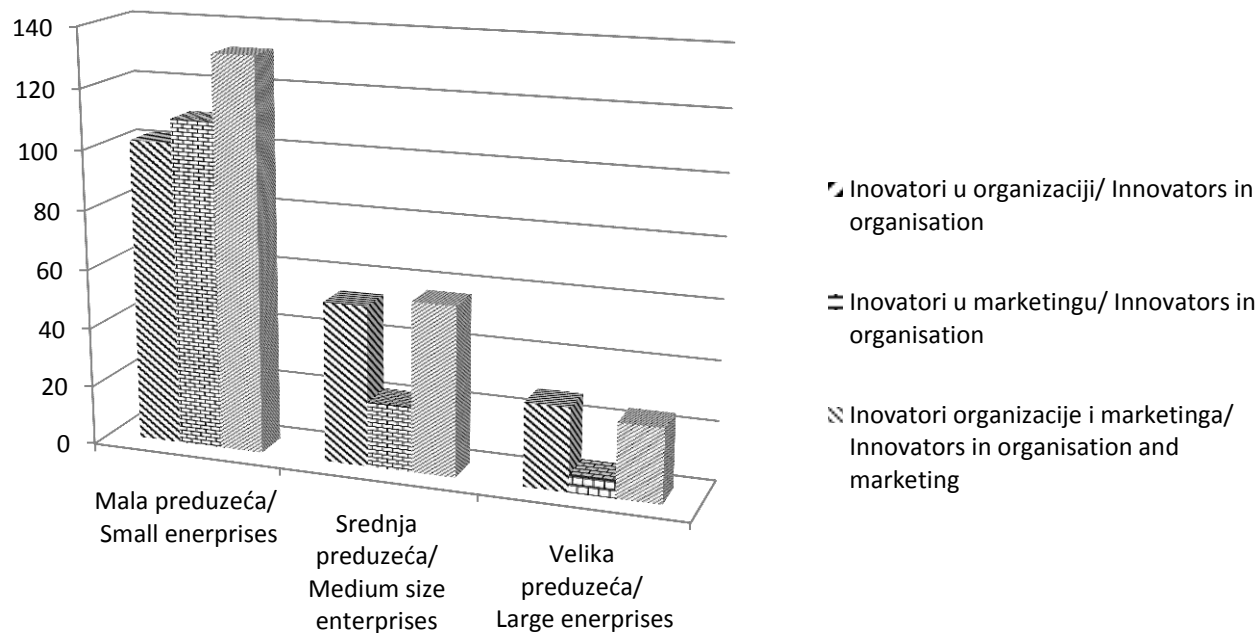 140
120
100
80
60
40
20
0
Mala preduzeća/
Small enerprises
Srednja
preduzeća/
Medium size
enterprises
Velika
preduzeća/
Large enerprises
Inovatori u organizaciji/ Innovators in
organisation
Inovatori u marketingu/ Innovators in
organisation
Inovatori organizacije i marketinga/
Innovators in organisation and
marketing